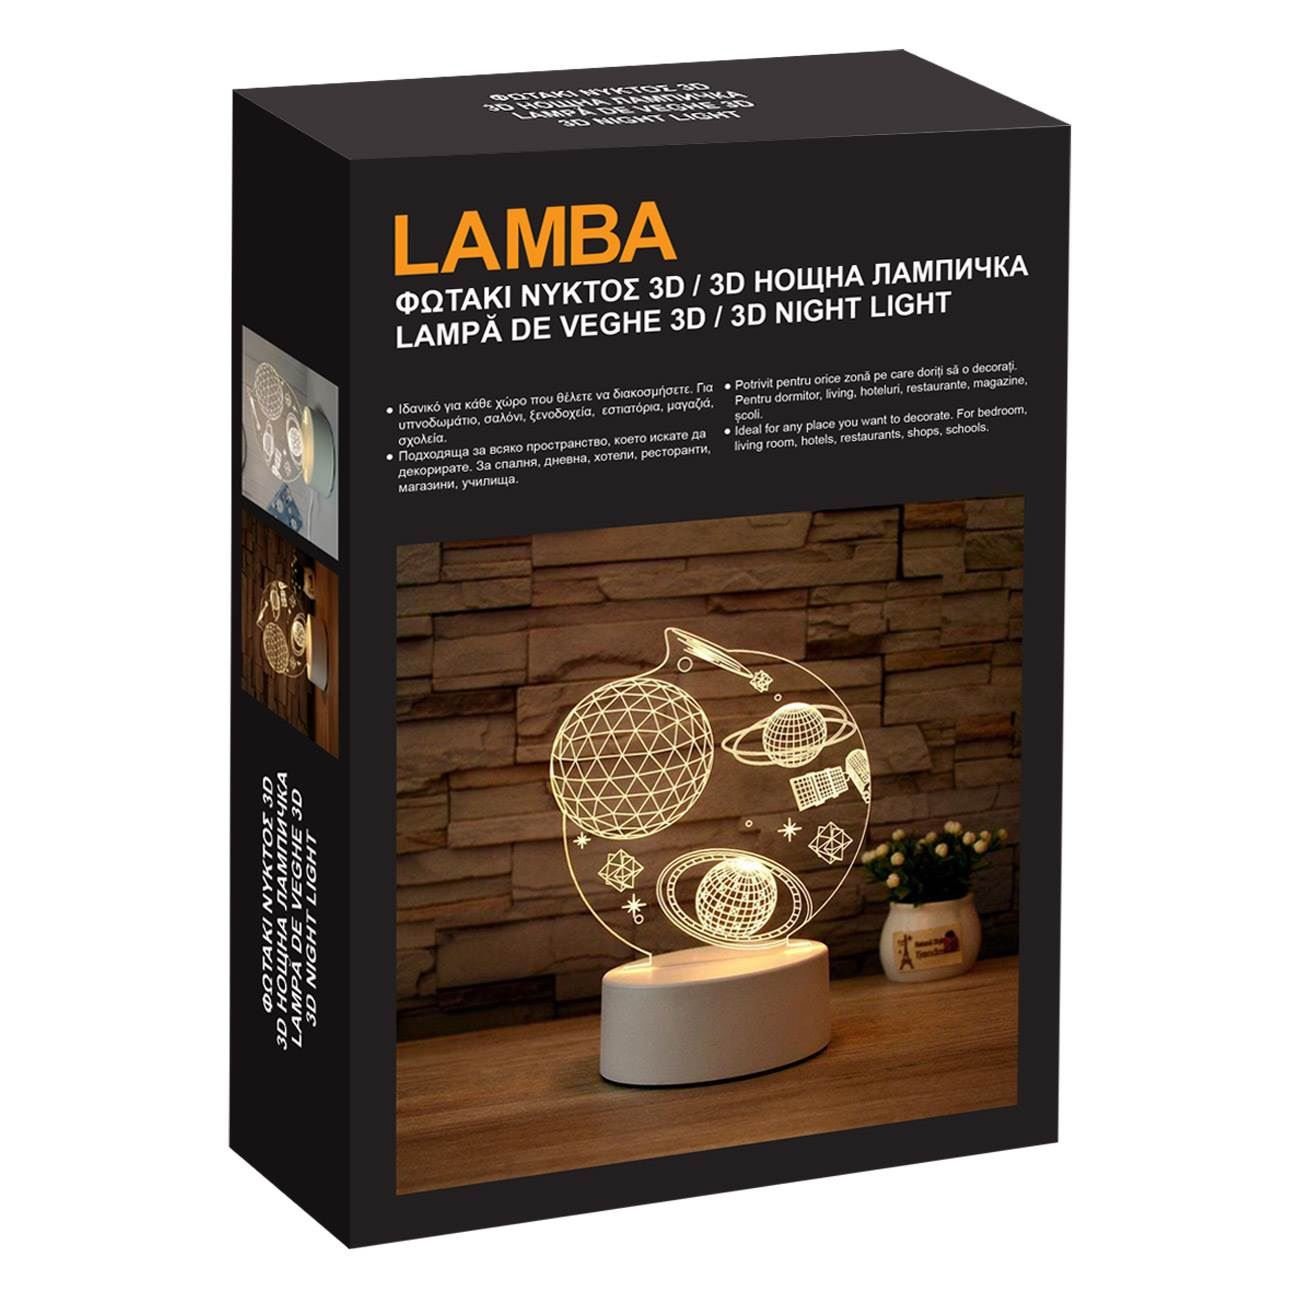 ΦΩΤΑΚΙ ΝΥΚΤΟΣ 3D
3D НОЩНА ЛАМПИЧКА
LAMPĂ DE VEGHE 3D
3D NIGHT LIGHT
LAMBA
ΦΩΤΑΚΙ ΝΥΚΤΟΣ 3D / 3D НОЩНА ЛАМПИЧКА
LAMPĂ DE VEGHE 3D / 3D NIGHT LIGHT
● Ιδανικό για κάθε χώρο που θέλετε να διακοσμήσετε. Για
υπνοδωμάτιο, σαλόνι, ξενοδοχεία, εστιατόρια, μαγαζιά,
σχολεία.
● Подходяща за всяко пространство, което искате да
декорирате. За спалня, дневна, хотели, ресторанти,
магазини, училища.
● Potrivit pentru orice zonă pe care doriți să o decorați.
Pentru dormitor, living, hoteluri, restaurante, magazine,
școli.
● Ideal for any place you want to decorate. For bedroom,
living room, hotels, restaurants, shops, schools.
ΦΩΤΑΚΙ ΝΥΚΤΟΣ 3D
3D НОЩНА ЛАМПИЧКА
LAMPA DE VEGHE 3D
3D NIGHT LIGHT